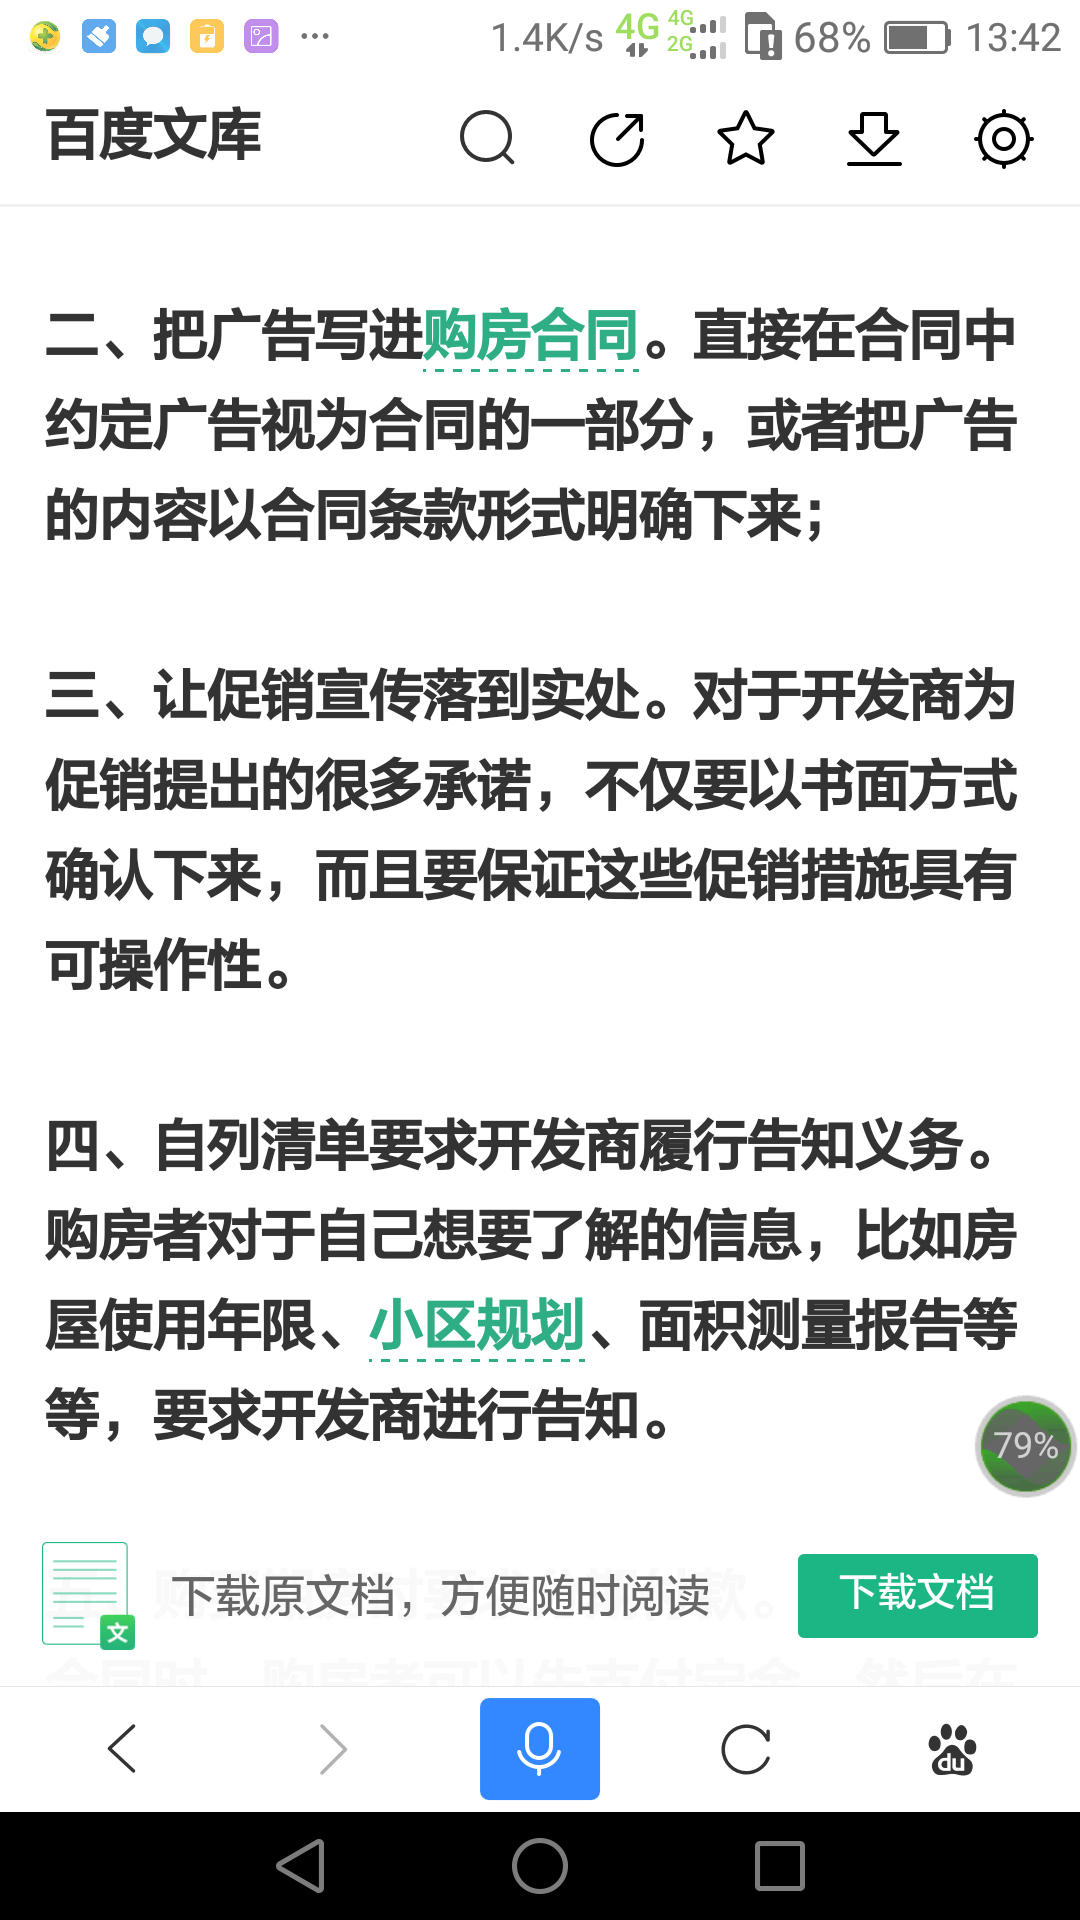 1.4K/s 4G 4G 2G 68% 13:42
百度文库
二、把广告写进购房合同。直接在合同中
约定广告视为合同的一部分，或者把广告
的内容以合同条款形式明确下来；
三、让促销宣传落到实处。对于开发商为
促销提出的很多承诺，不仅要以书面方式
确认下来，而且要保证这些促销措施具有
可操作性。
四、自列清单要求开发商履行告知义务。
购房者对于自己想要了解的信息，比如房
屋使用年限、小区规划、面积测量报告等
等，要求开发商进行告知。
79%
下载原文档，方便随时阅读
下载文档
文
du